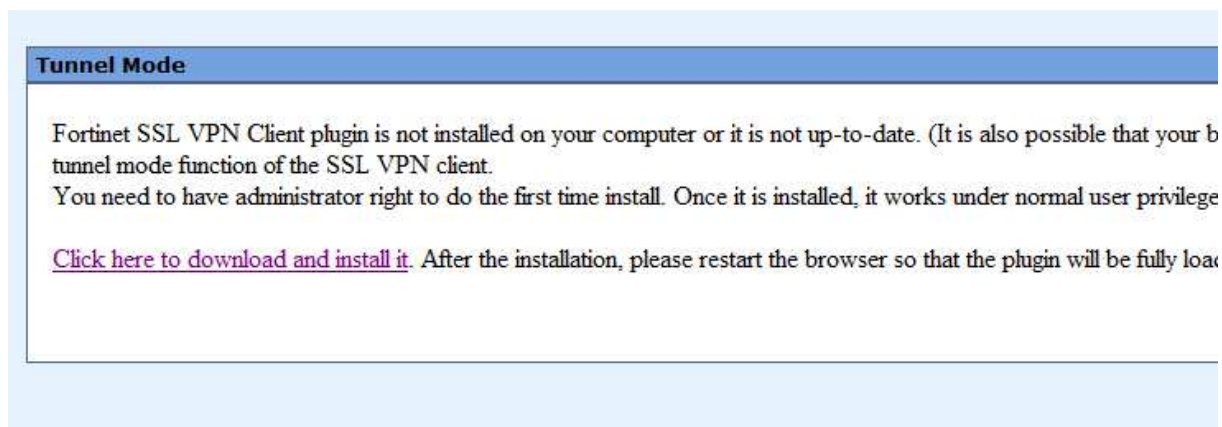 Tunnel Mode
Fortinet SSL VPN Client plugin is not installed on your computer or it is not up-to-date. (It is also possible that your b
tunnel mode function of the SSL VPN client.
You need to have administrator right to do the first time install. Once it is installed, it works under normal user privilege
Click here to download and install it. After the installation, please restart the browser so that the plugin will be fully loa